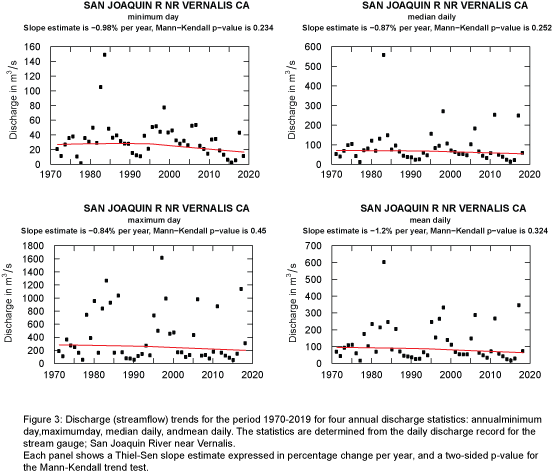 SAN JOAQUIN R NR VERNALIS CA
minimum day
Slope estimate is −0.98% per year, Mann−Kendall p−value is 0.234
Discharge in m³/s
160
140
120
100
80
60
40
20
0
1970 1980 1990 2000 2010 2020
SAN JOAQUIN R NR VERNALIS CA
median daily
Slope estimate is −0.87% per year, Mann−Kendall p−value is 0.252
Discharge in m³/s
600
500
400
300
200
100
0
1970 1980 1990 2000 2010 2020
SAN JOAQUIN R NR VERNALIS CA
maximum day
Slope estimate is −0.84% per year, Mann−Kendall p−value is 0.45
Discharge in m³/s
1800
1600
1400
1200
1000
800
600
400
200
0
1970 1980 1990 2000 2010 2020
SAN JOAQUIN R NR VERNALIS CA
mean daily
Slope estimate is −1.2% per year, Mann−Kendall p−value is 0.324
Discharge in m³/s
700
600
500
400
300
200
100
0
1970 1980 1990 2000 2010 2020
Figure 3: Discharge (streamflow) trends for the period 1970-2019 for four annual discharge statistics: annualminimum
day,maximumday, median daily, andmean daily. The statistics are determined from the daily discharge record for the
stream gauge; San Joaquin River near Vernalis.
Each panel shows a Thiel-Sen slope estimate expressed in percentage change per year, and a two-sided p-value for
the Mann-Kendall trend test.